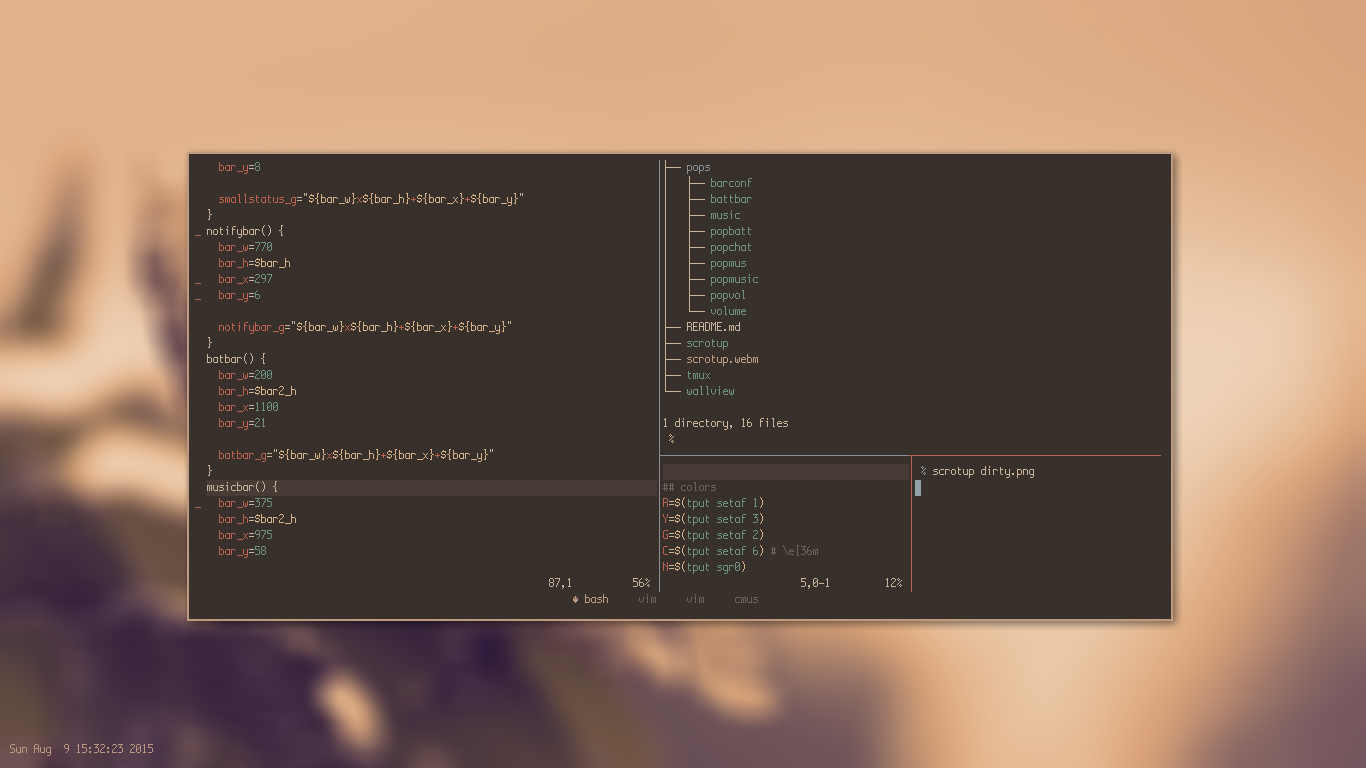 bar_y=8
smallstatus_g="${bar_w}x${bar_h}+${bar_x}+${bar_y}"
}
_ notifybar() {
bar_w=770
bar_h=$bar_h
_ bar_x=297
_ bar_y=6
notifybar_g="${bar_w}x${bar_h}+${bar_x}+${bar_y}"
}
batbar() {
bar_w=200
bar_h=$bar2_h
bar_x=1100
bar_y=21
batbar_g="${bar_w}x${bar_h}+${bar_x}+${bar_y}"
}
musicbar() {
_ bar_w=375
bar_h=$bar2_h
bar_x=975
bar_y=58
87,1 56%
├── pops
│   ├── barconf
│   ├── battbar
│   ├── music
│   ├── popbatt
│   ├── popchat
│   ├── popmus
│   ├── popmusic
│   ├── popvol
│   └── volume
├── README.md
├── scrotup
├── scrotup.webm
├── tmux
└── wallview
1 directory, 16 files
%
## colors
R=$(tput setaf 1)
Y=$(tput setaf 3)
G=$(tput setaf 2)
C=$(tput setaf 6) # \e[36m
N=$(tput sgr0)
5,0-1 12%
% scrotup dirty.png
bash vim vim cmus
Sun Aug  9 15:32:23 2015